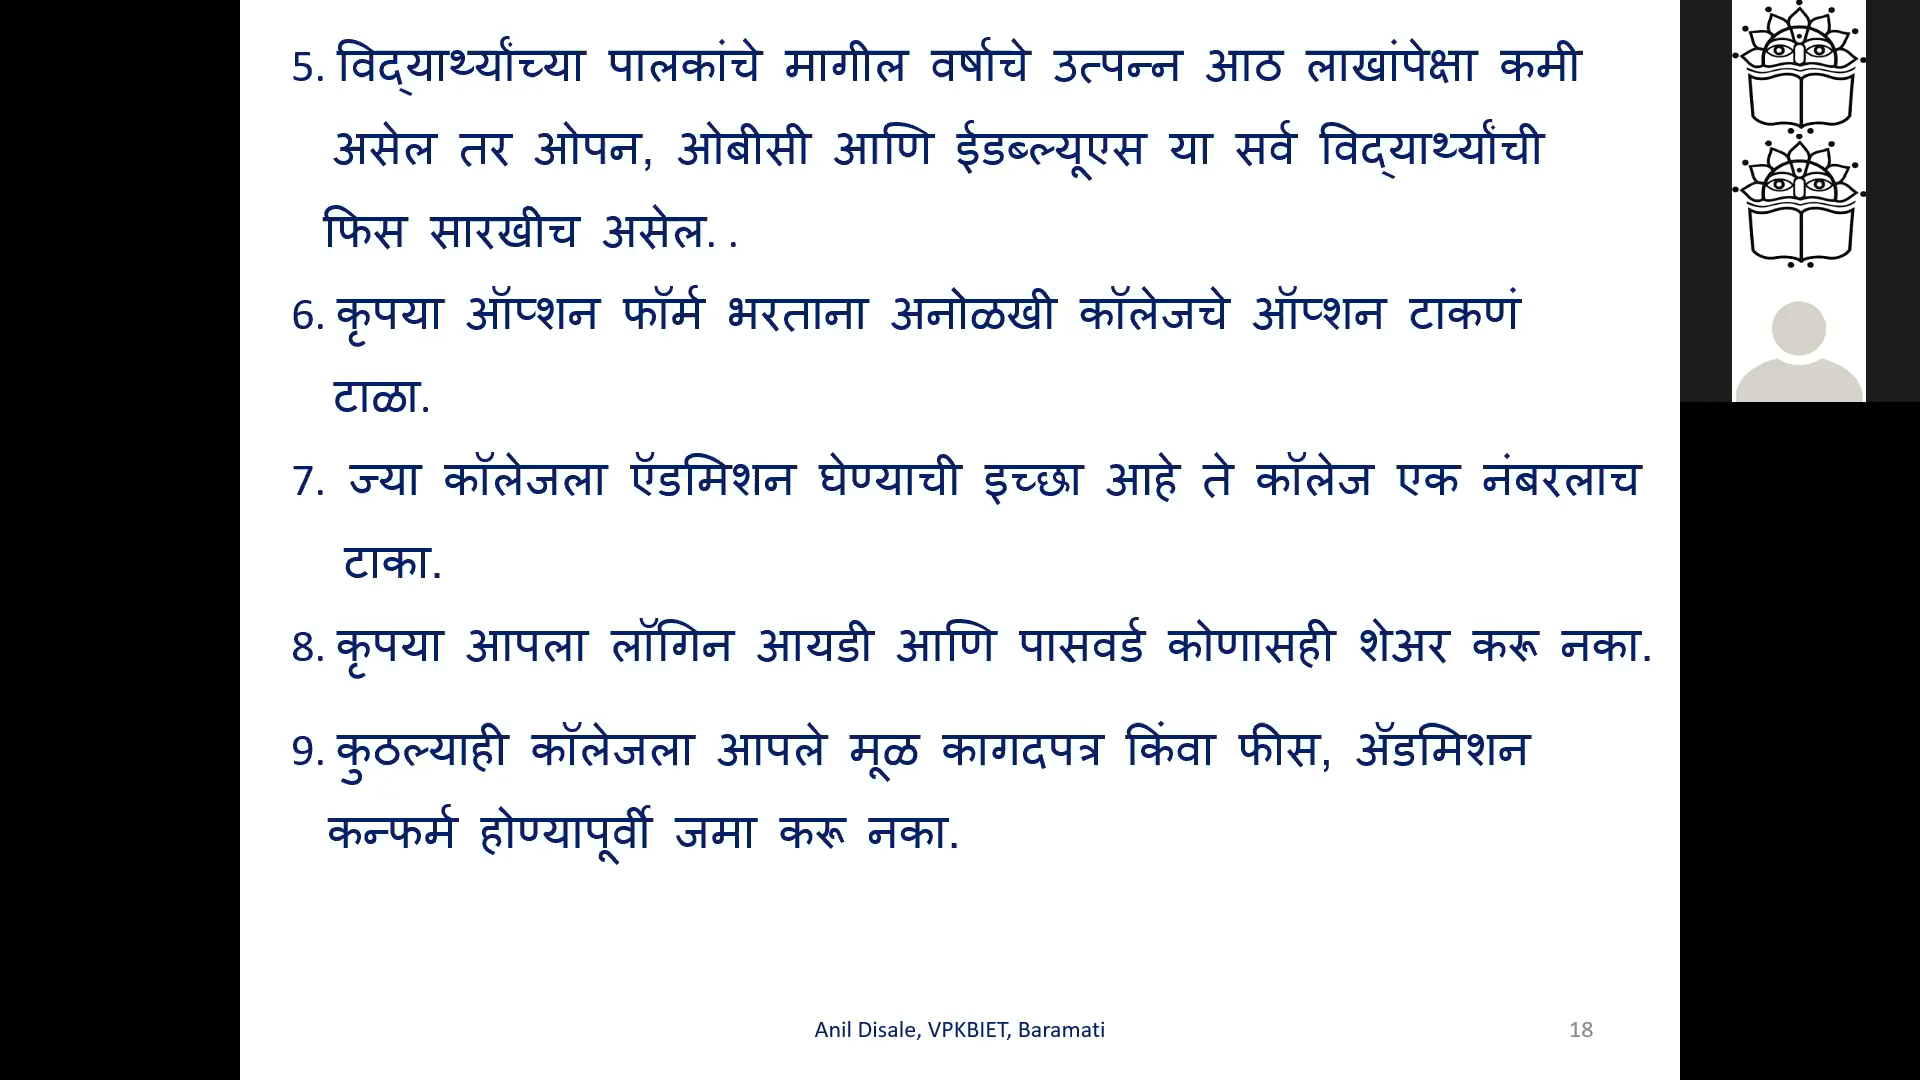 5. विद्यार्थ्यांच्या पालकांचे मागील वर्षाचे उत्पन्न आठ लाखांपेक्षा कमी
असेल तर ओपन, ओबीसी आणि ईडब्ल्यूएस या सर्व विद्यार्थ्यांची
फिस सारखीच असेल. .
6. कृपया ऑप्शन फॉर्म भरताना अनोळखी कॉलेजचे ऑप्शन टाकणं
टाळा.
7. ज्या कॉलेजला ऍडमिशन घेण्याची इच्छा आहे ते कॉलेज एक नंबरलाच
टाका.
8. कृपया आपला लॉगिन आयडी आणि पासवर्ड कोणासही शेअर करू नका.
9. कुठल्याही कॉलेजला आपले मूळ कागदपत्र किंवा फीस, ॲडमिशन
कन्फर्म होण्यापूर्वी जमा करू नका.
Anil Disale, VPKBIET, Baramati
18